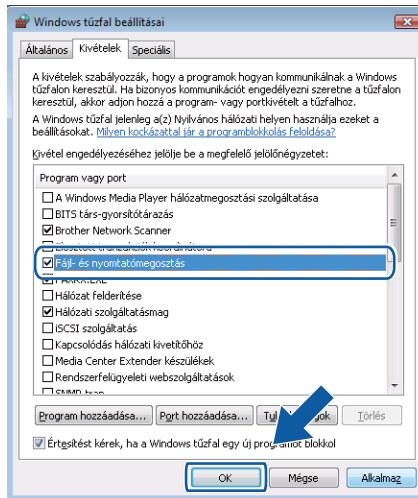 Windows tűzfal beállításai
Általános Kivételek Speciális
A kivételek szabályozzák, hogy a programok hogyan kommunikálnak a Windows
tűzfalon keresztül. Ha bizonyos kommunikációt engedélyezni szeretne a tűzfalon
keresztül, akkor adjon hozzá a program- vagy portkivételt a tűzfalhoz.
A Windows tűzfal jelenleg a(z) Nyilvános hálózati helyen használja ezeket a
beállításokat. Milyen kockázattal jár a programblokkolás feloldása?
Kivétel engedélyezéséhez jelölje be a megfelelő jelölőnégyzetet:
Program vagy port
A Windows Media Player hálózatmegosztási szolgáltatása
BITS társ-gyorsítótárazás
Brother Network Scanner
Fájl- és nyomtatómegosztás
Hálózat felderítése
Hálózati szolgáltatásmag
iSCSI szolgáltatás
Kapcsolódás hálózati kivetítőhöz
Media Center Extender készülékek
Rendszerfelügyeleti webszolgáltatások
SNMP trap
Program hozzáadása... Port hozzáadása... Törlés
Értesítést kérek, ha a Windows tűzfal egy új programot blokkol
OK Mégse Alkalmaz